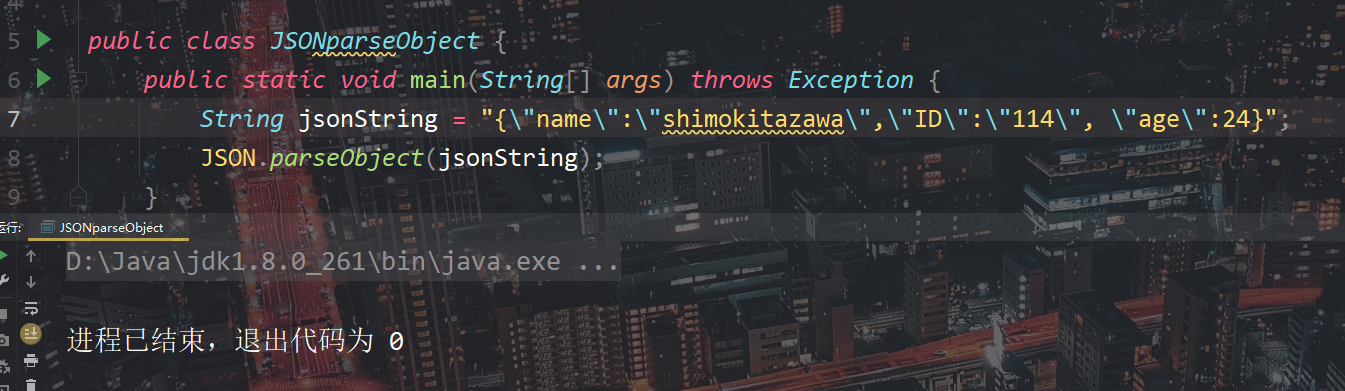 5 public class JSONparseObject {
6 public static void main(String[] args) throws Exception {
7 String jsonString = "{\"name\":\"shimokitazawa\",\"ID\":\"114\", \"age\":24}";
8 JSON.parseObject(jsonString);
9 }
运行: JSONparseObject
D:\Java\jdk1.8.0_261\bin\java.exe ...
进程已结束，退出代码为 0